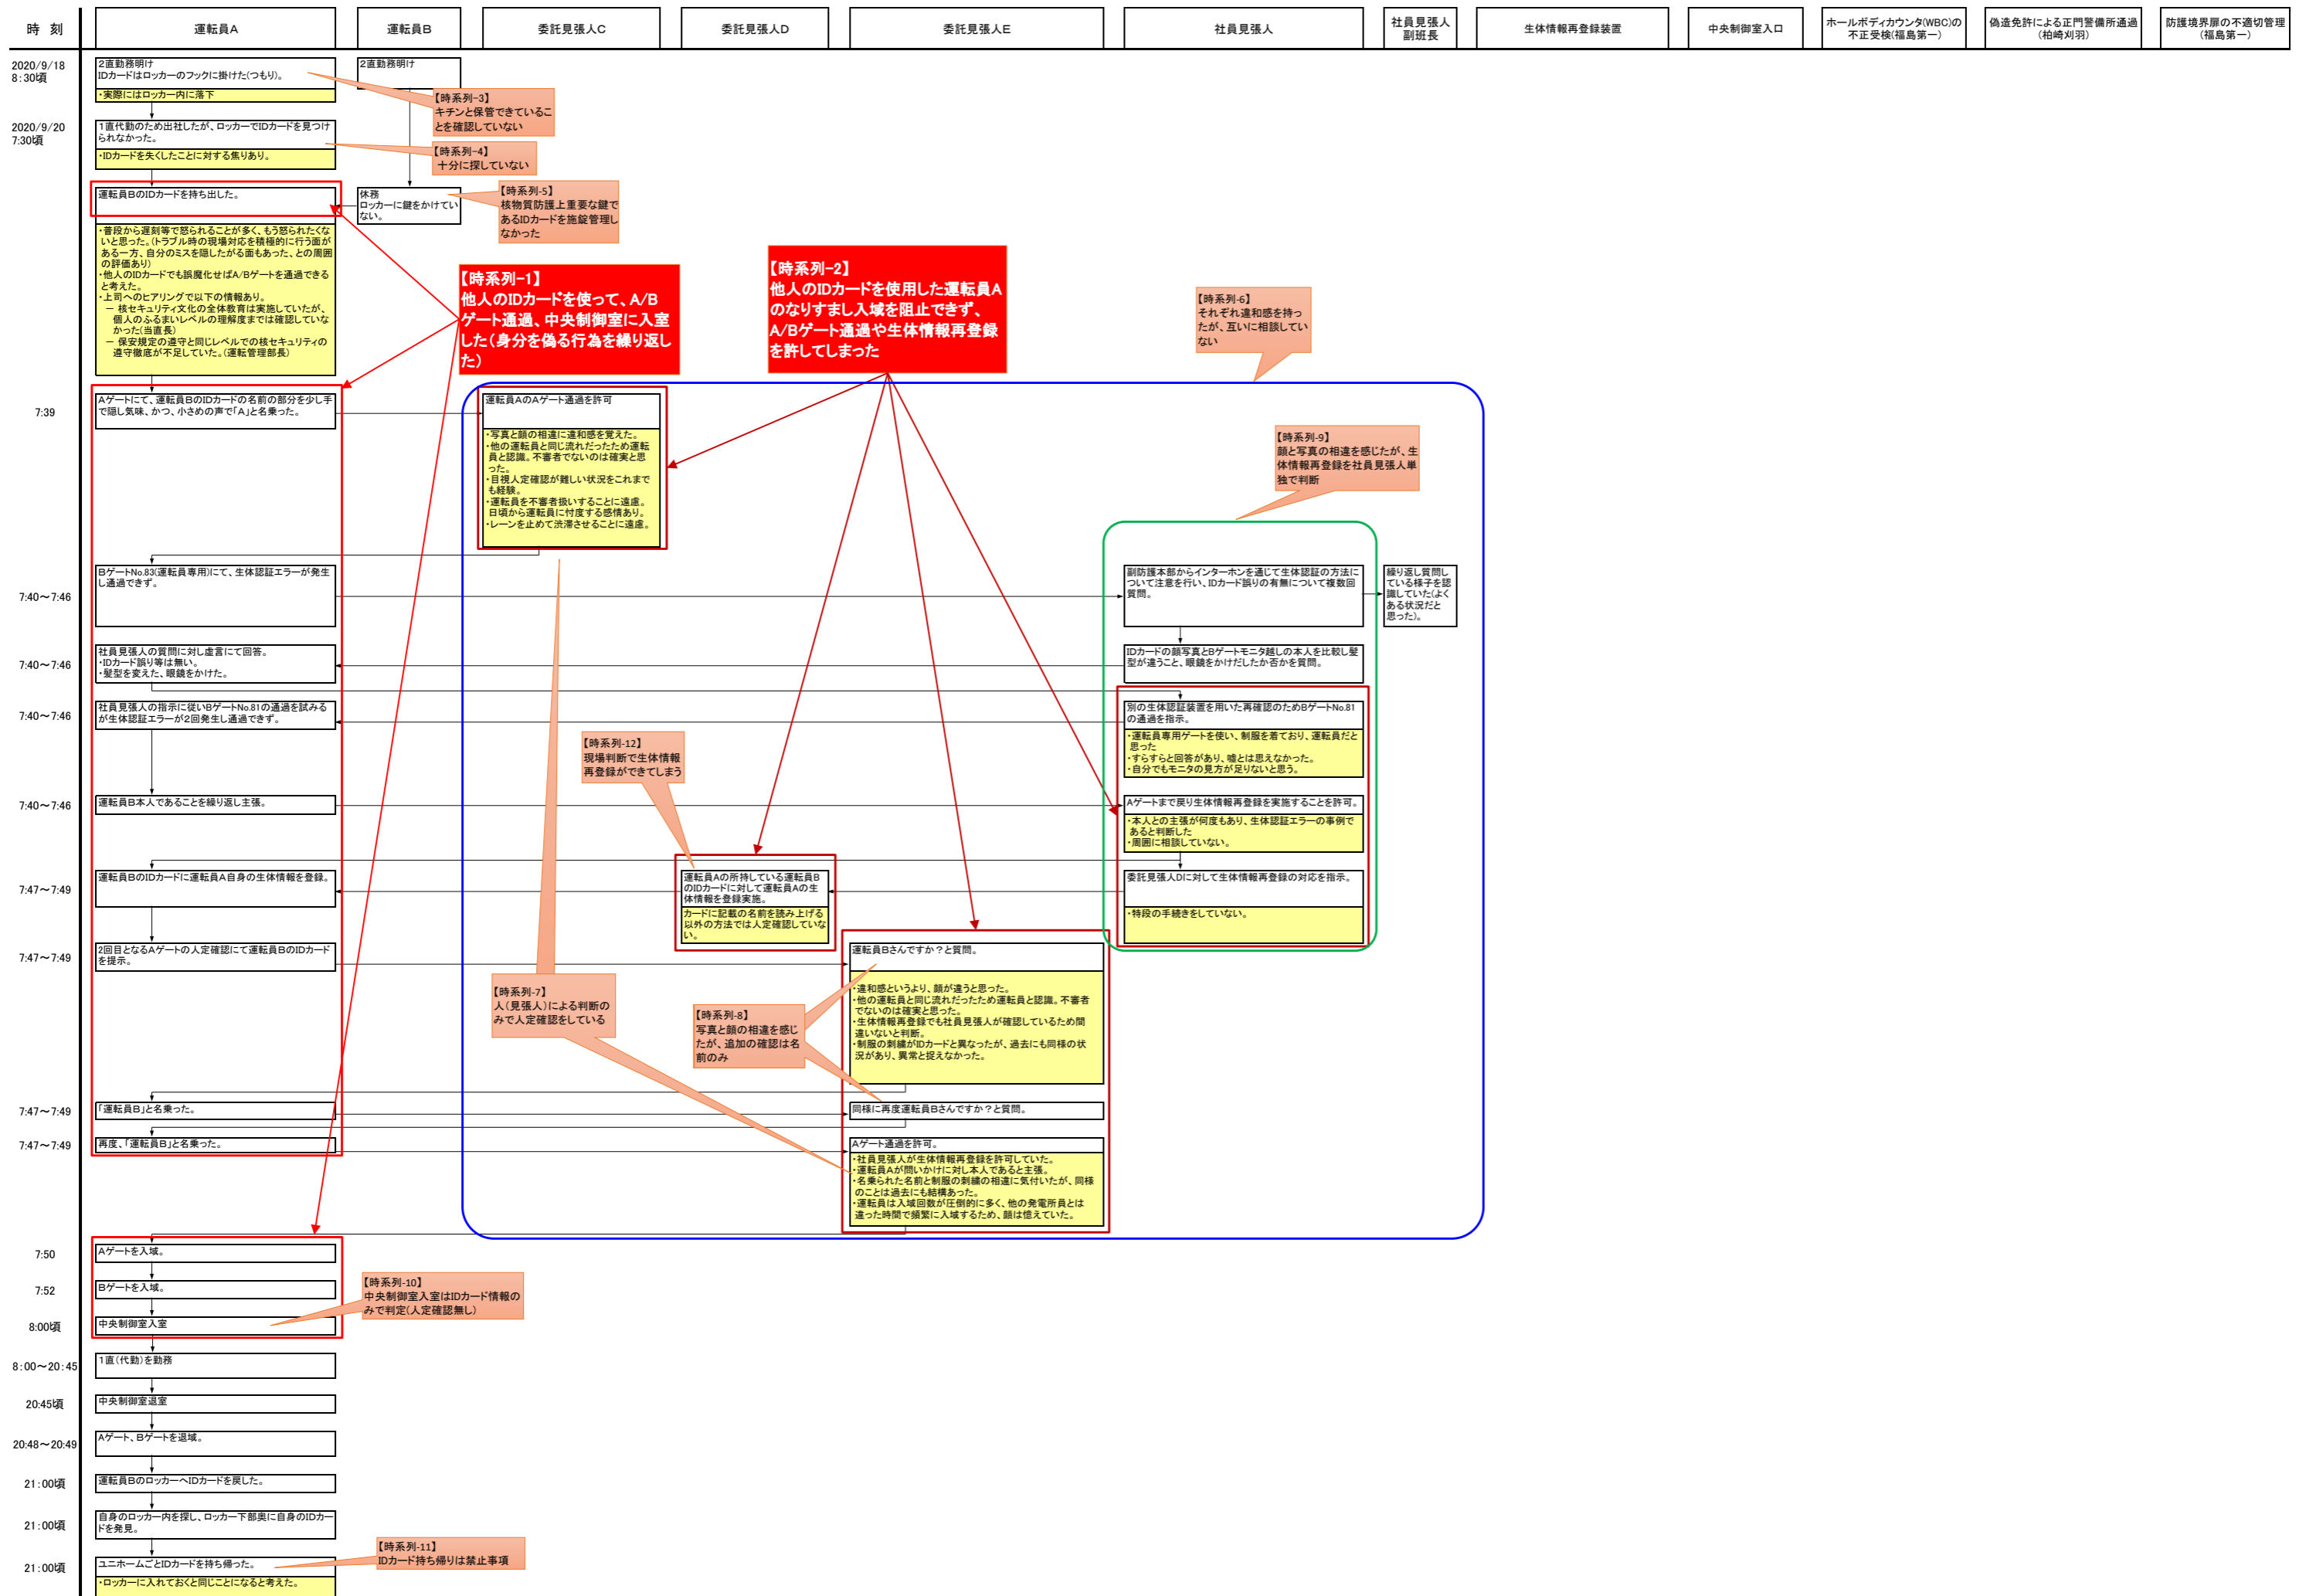 時 刻
運転員A
運転員B
委託見張人C
委託見張人D
委託見張人E
社員見張人
社員見張人
副班長
生体情報再登録装置
中央制御室入口
ホールボディカウンタ(WBC)の
不正受検(福島第一)
偽造免許による正門警備所通過
(柏崎刈羽)
防護境界扉の不適切管理
(福島第一)
2020/9/18
8:30頃
2直勤務明け
IDカードはロッカーのフックに掛けた(つもり)。
・実際にはロッカー内に落下
2直勤務明け
【時系列-3】
キチンと保管できているこ
とを確認していない
2020/9/20
7:30頃
1直代勤のため出社したが、ロッカーでIDカードを見つけ
られなかった。
・IDカードを失くしたことに対する焦りあり。
【時系列-4】
十分に探していない
運転員BのIDカードを持ち出した。
休務
ロッカーに鍵をかけてい
ない。
【時系列-5】
核物質防護上重要な鍵で
あるIDカードを施錠管理し
なかった
・普段から遅刻等で怒られることが多く、もう怒られたくな
いと思った。(トラブル時の現場対応を積極的に行う面が
ある一方、自分のミスを隠したがる面もあった、との周囲
の評価あり)
・他人のIDカードでも誤魔化せばA/Bゲートを通過できる
と考えた。
・上司へのヒアリングで以下の情報あり。
－ 核セキュリティ文化の全体教育は実施していたが、
個人のふるまいレベルの理解度までは確認していな
かった(当直長)
－ 保安規定の遵守と同じレベルでの核セキュリティの
遵守徹底が不足していた。(運転管理部長)
【時系列-1】
他人のIDカードを使って、A/B
ゲート通過、中央制御室に入室
した(身分を偽る行為を繰り返し
た)
【時系列-2】
他人のIDカードを使用した運転員A
のなりすまし入域を阻止できず、
A/Bゲート通過や生体情報再登録
を許してしまった
【時系列-6】
それぞれ違和感を持っ
たが、互いに相談してい
ない
7:39
Aゲートにて、運転員BのIDカードの名前の部分を少し手
で隠し気味、かつ、小さめの声で「A」と名乗った。
運転員AのAゲート通過を許可
・写真と顔の相違に違和感を覚えた。
・他の運転員と同じ流れだったため運転
員と認識。不審者でないのは確実と思
った。
・目視人定確認が難しい状況をこれまで
も経験。
・運転員を不審者扱いすることに遠慮。
日頃から運転員に忖度する感情あり。
・レーンを止めて渋滞させることに遠慮。
【時系列-9】
顔と写真の相違を感じたが、生
体情報再登録を社員見張人単
独で判断
7:40～7:46
BゲートNo.83(運転員専用)にて、生体認証エラーが発生
し通過できず。
副防護本部からインターホンを通じて生体認証の方法に
ついて注意を行い、IDカード誤りの有無について複数回
質問。
繰り返し質問し
ている様子を認
識していた(よく
ある状況だと
思った)。
7:40～7:46
社員見張人の質問に対し虚言にて回答。
・IDカード誤り等は無い。
・髪型を変えた、眼鏡をかけた。
IDカードの顔写真とBゲートモニタ越しの本人を比較し髪
型が違うこと、眼鏡をかけだしたか否かを質問。
7:40～7:46
社員見張人の指示に従いBゲートNo.81の通過を試みる
が生体認証エラーが2回発生し通過できず。
別の生体認証装置を用いた再確認のためBゲートNo.81
の通過を指示。
・運転員専用ゲートを使い、制服を着ており、運転員だと
思った
・すらすらと回答があり、嘘とは思えなかった。
・自分でもモニタの見方が足りないと思う。
【時系列-12】
現場判断で生体情報
再登録ができてしまう
7:40～7:46
運転員B本人であることを繰り返し主張。
Aゲートまで戻り生体情報再登録を実施することを許可。
・本人との主張が何度もあり、生体認証エラーの事例で
あると判断した
・周囲に相談していない。
7:47～7:49
運転員BのIDカードに運転員A自身の生体情報を登録。
運転員Aの所持している運転員B
のIDカードに対して運転員Aの生
体情報を登録実施。
カードに記載の名前を読み上げる
以外の方法では人定確認していな
い。
委託見張人Dに対して生体情報再登録の対応を指示。
・特段の手続きをしていない。
7:47～7:49
2回目となるAゲートの人定確認にて運転員BのIDカード
を提示。
運転員Bさんですか？と質問。
・違和感というより、顔が違うと思った。
・他の運転員と同じ流れだったため運転員と認識。不審者
でないのは確実と思った。
・生体情報再登録でも社員見張人が確認しているため間
違いないと判断。
・制服の刺繍がIDカードと異なったが、過去にも同様の状
況があり、異常と捉えなかった。
【時系列-7】
人(見張人)による判断の
みで人定確認をしている
【時系列-8】
写真と顔の相違を感じ
たが、追加の確認は名
前のみ
7:47～7:49
「運転員B」と名乗った。
同様に再度運転員Bさんですか？と質問。
7:47～7:49
再度、「運転員B」と名乗った。
Aゲート通過を許可。
・社員見張人が生体情報再登録を許可していた。
・運転員Aが問いかけに対し本人であると主張。
・名乗られた名前と制服の刺繍の相違に気付いたが、同様
のことは過去にも結構あった。
・運転員は入域回数が圧倒的に多く、他の発電所員とは
違った時間で頻繁に入域するため、顔は憶えていた。
7:50
Aゲートを入域。
7:52
Bゲートを入域。
【時系列-10】
中央制御室入室はIDカード情報の
みで判定(人定確認無し)
8:00頃
中央制御室入室
8:00～20:45
1直(代勤)を勤務
20:45頃
中央制御室退室
20:48～20:49
Aゲート、Bゲートを退域。
21:00頃
運転員BのロッカーへIDカードを戻した。
21:00頃
自身のロッカー内を探し、ロッカー下部奥に自身のIDカー
ドを発見。
【時系列-11】
IDカード持ち帰りは禁止事項
21:00頃
ユニホームごとIDカードを持ち帰った。
・ロッカーに入れておくと同じことになると考えた。